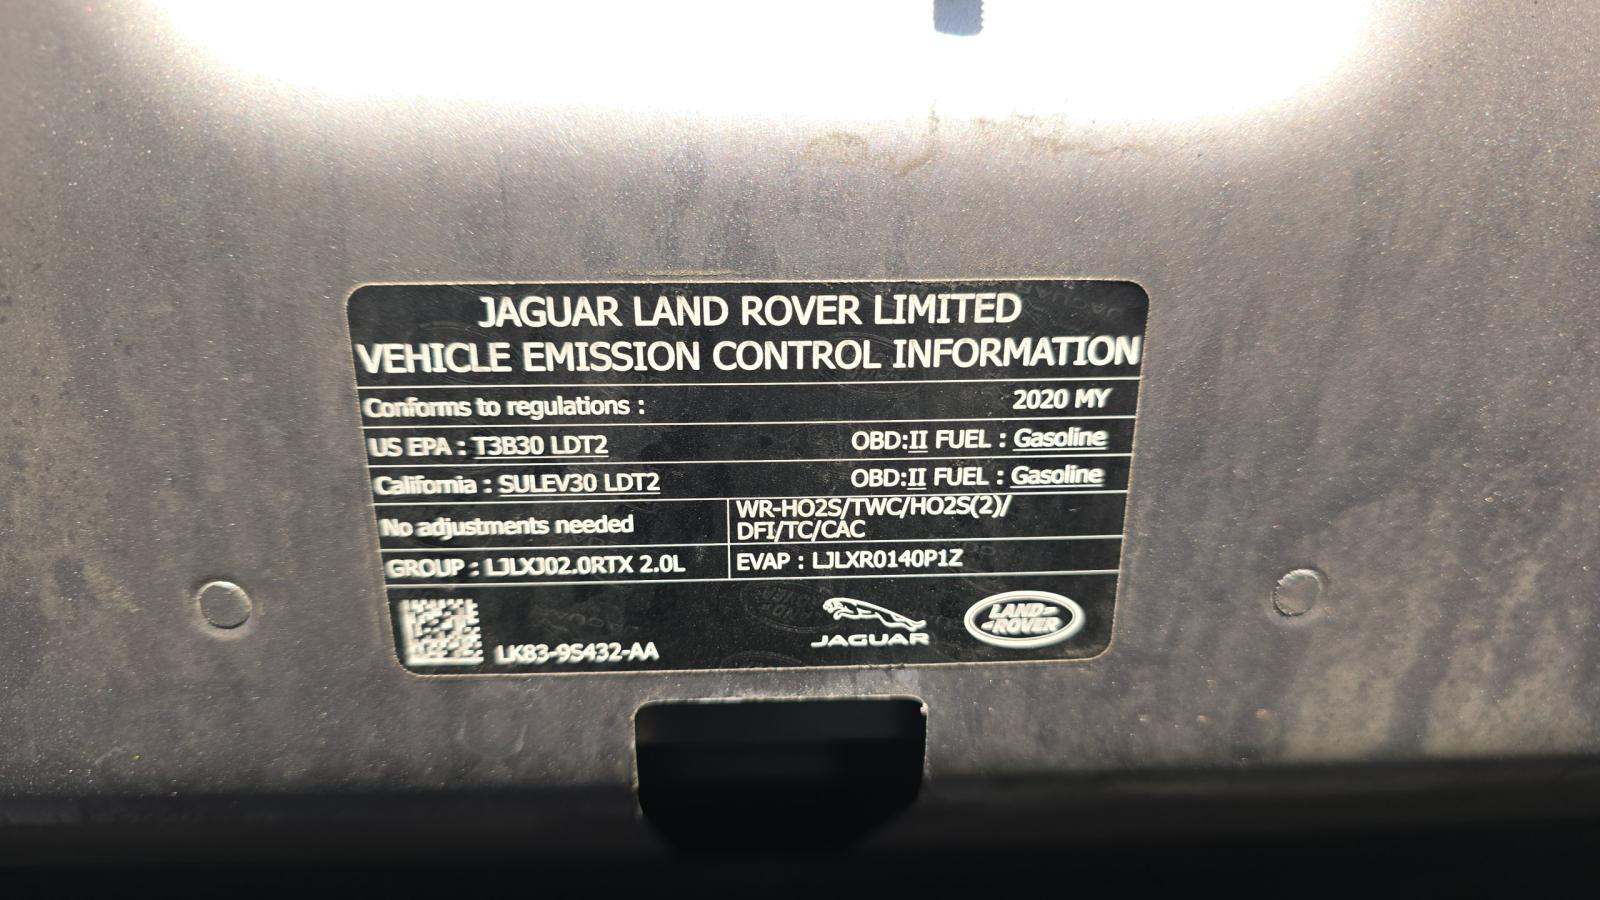 JAGUAR LAND ROVER LIMITED
VEHICLE EMISSION CONTROL INFORMATION
Conforms to regulations : 2020 MY
US EPA : T3B30 LDT2 OBD:II FUEL : Gasoline
California : SULEV30 LDT2 OBD:II FUEL : Gasoline
No adjustments needed
WR-HO2S/TWC/HO2S(2)/
DFI/TC/CAC
GROUP : LJLXJ02.0RTX 2.0L
EVAP : LJLXR0140P1Z
LK83-9S432-AA
JAGUAR
LAND-
-ROVER